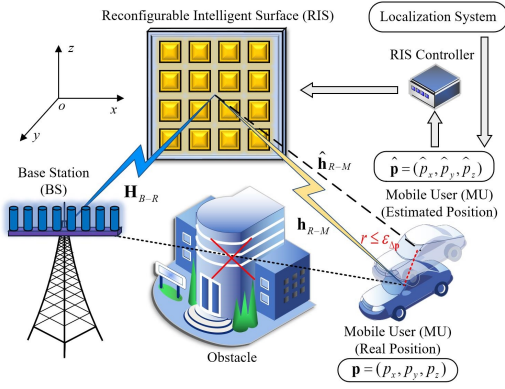 Reconfigurable Intelligent Surface (RIS)
Localization System
RIS Controller
z
o
x
y
Base Station
(BS)
H_{B-R}
ĥ_{R-M}
h_{R-M}
p̂ = (p̂_x, p̂_y, p̂_z)
Mobile User (MU)
(Estimated Position)
r ≤ ε_{Δp}
Obstacle
Mobile User (MU)
(Real Position)
p = (p_x, p_y, p_z)